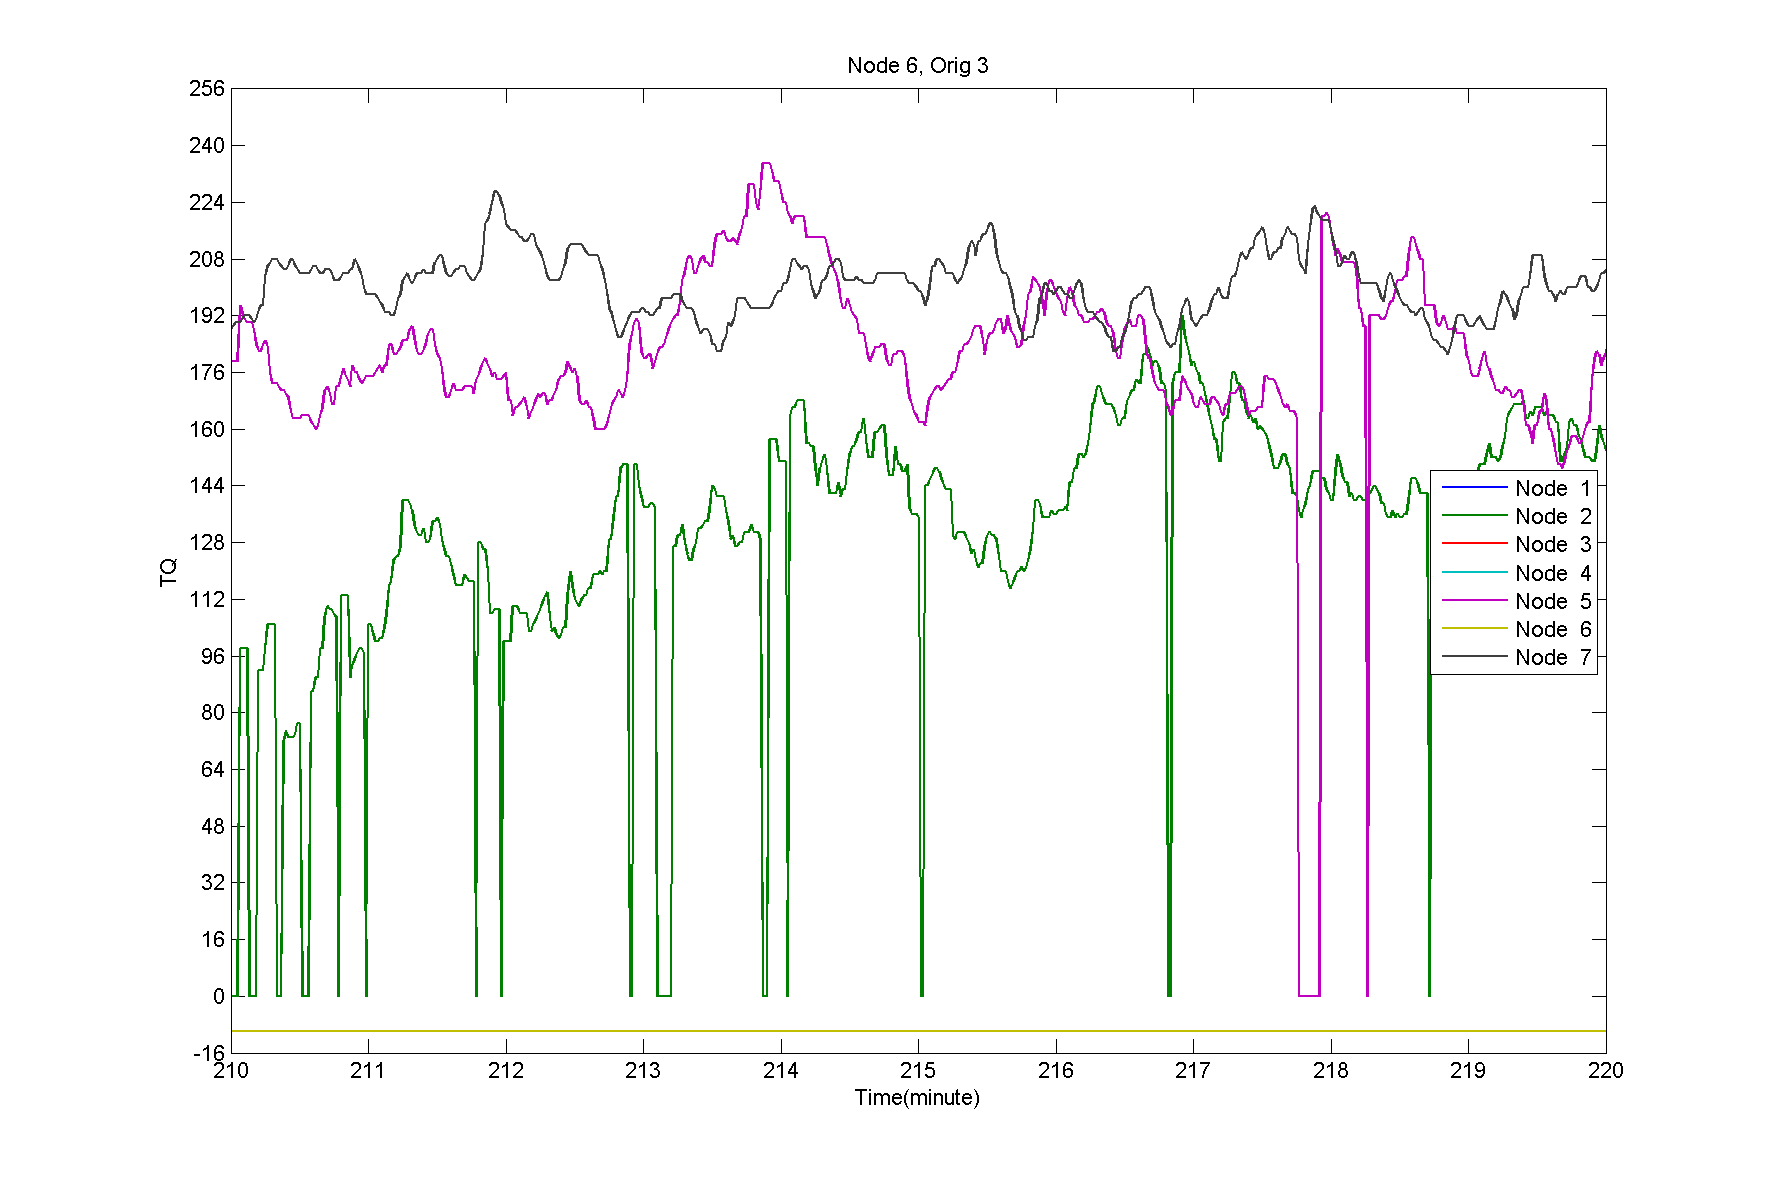 Node 6, Orig 3
256
240
224
208
192
176
160
144
128
112
96
80
64
48
32
16
0
-16
TQ
Node 1
Node 2
Node 3
Node 4
Node 5
Node 6
Node 7
210 211 212 213 214 215 216 217 218 219 220
Time(minute)